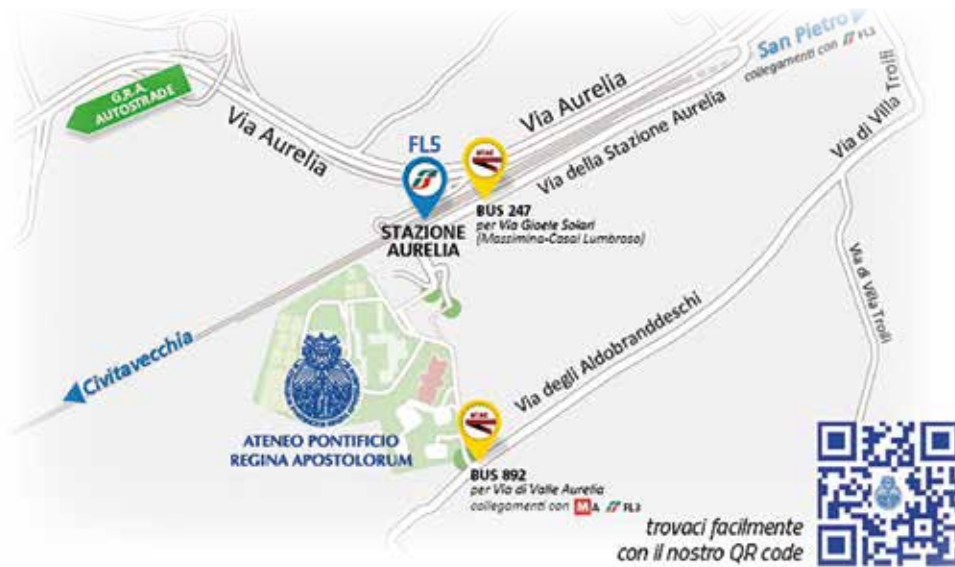 San Pietro
collegamenti con FL3
G.R.A.
AUTOSTRADE
Via Aurelia
Via Aurelia
Via della Stazione Aurelia
Via di Villa Troili
FL5
BUS 247
per Via Gioele Solari
(Massimina-Casal Lumbroso)
STAZIONE
AURELIA
Via di Villa Troili
Civitavecchia
Via degli Aldobranddeschi
ATENEO PONTIFICIO
REGINA APOSTOLORUM
BUS 892
per Via di Valle Aurelia
collegamenti con M A FL3
trovaci facilmente
con il nostro QR code